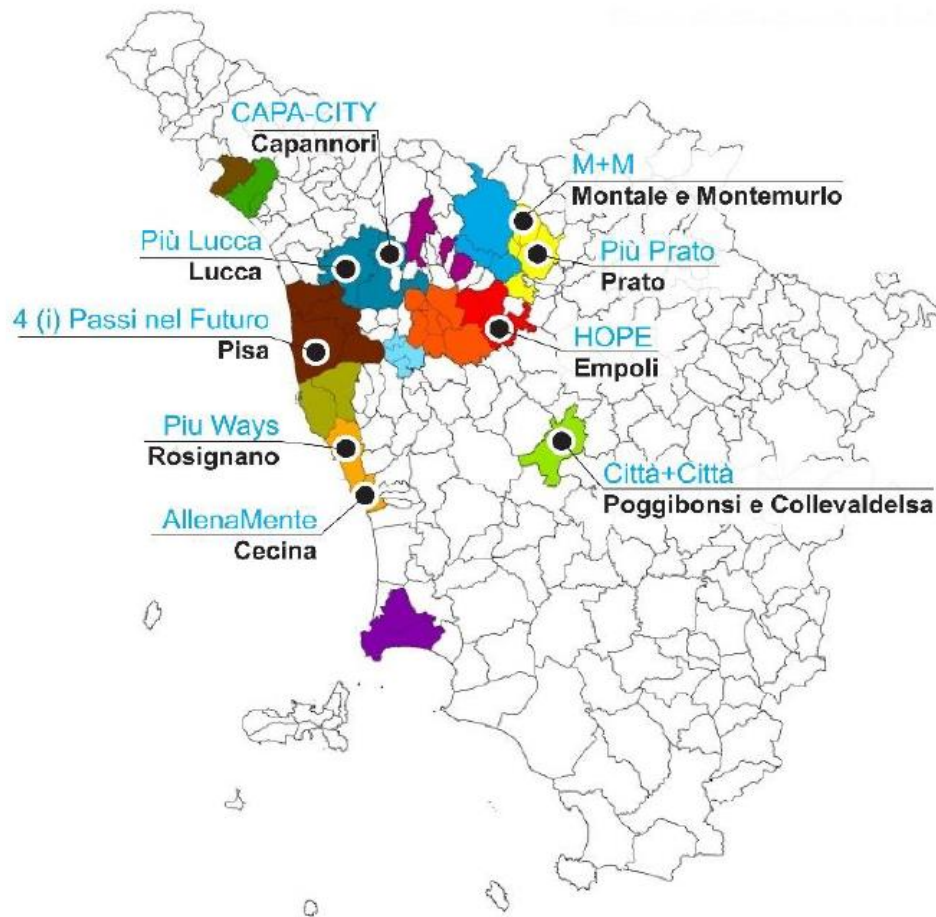 CAPA-CITY
Capannori
M+M
Montale e Montemurlo
Più Lucca
Lucca
Più Prato
Prato
4 (i) Passi nel Futuro
Pisa
HOPE
Empoli
Piu Ways
Rosignano
Città+Città
Poggibonsi e Collevaldelsa
AllenaMente
Cecina